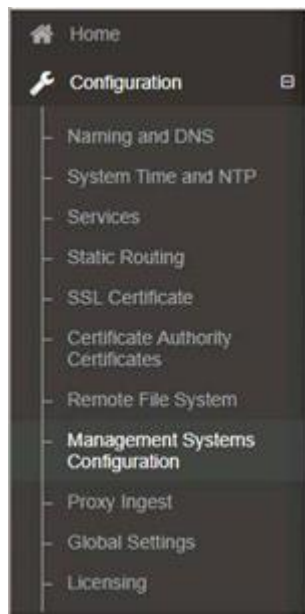 Home
Configuration
Naming and DNS
System Time and NTP
Services
Static Routing
SSL Certificate
Certificate Authority
Certificates
Remote File System
Management Systems
Configuration
Proxy Ingest
Global Settings
Licensing